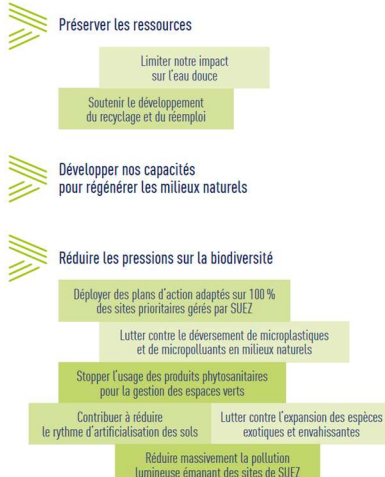 Préserver les ressources
Limiter notre impact
sur l'eau douce
Soutenir le développement
du recyclage et du réemploi
Développer nos capacités
pour régénérer les milieux naturels
Réduire les pressions sur la biodiversité
Déployer des plans d'action adaptés sur 100 %
des sites prioritaires gérés par SUEZ
Lutter contre le déversement de microplastiques
et de micropolluants en milieux naturels
Stopper l'usage des produits phytosanitaires
pour la gestion des espaces verts
Contribuer à réduire
le rythme d'artificialisation des sols
Lutter contre l'expansion des espèces
exotiques et envahissantes
Réduire massivement la pollution
lumineuse émanant des sites de SUEZ